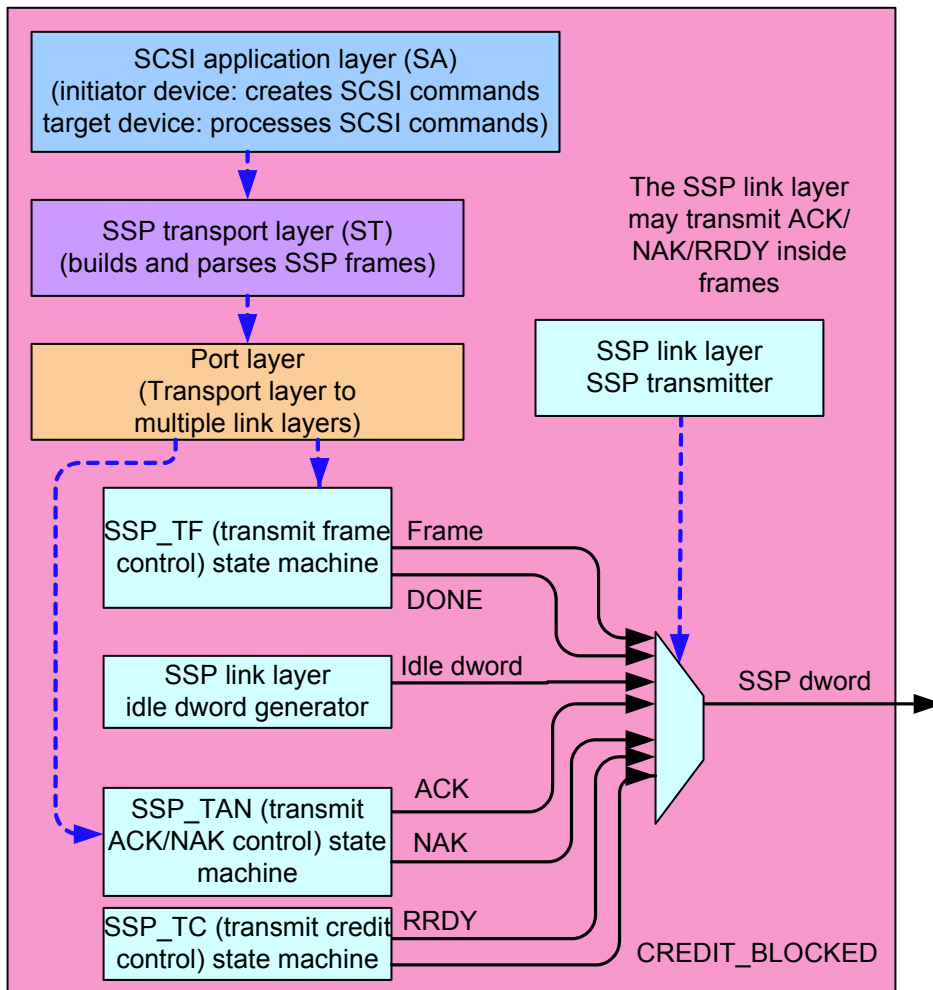 SCSI application layer (SA)
(initiator device: creates SCSI commands
target device: processes SCSI commands)
SSP transport layer (ST)
(builds and parses SSP frames)
The SSP link layer
may transmit ACK/
NAK/RRDY inside
frames
Port layer
(Transport layer to
multiple link layers)
SSP link layer
SSP transmitter
SSP_TF (transmit frame
control) state machine
Frame
DONE
SSP link layer
idle dword generator
Idle dword
SSP dword
SSP_TAN (transmit
ACK/NAK control) state
machine
ACK
NAK
SSP_TC (transmit credit
control) state machine
RRDY
CREDIT_BLOCKED